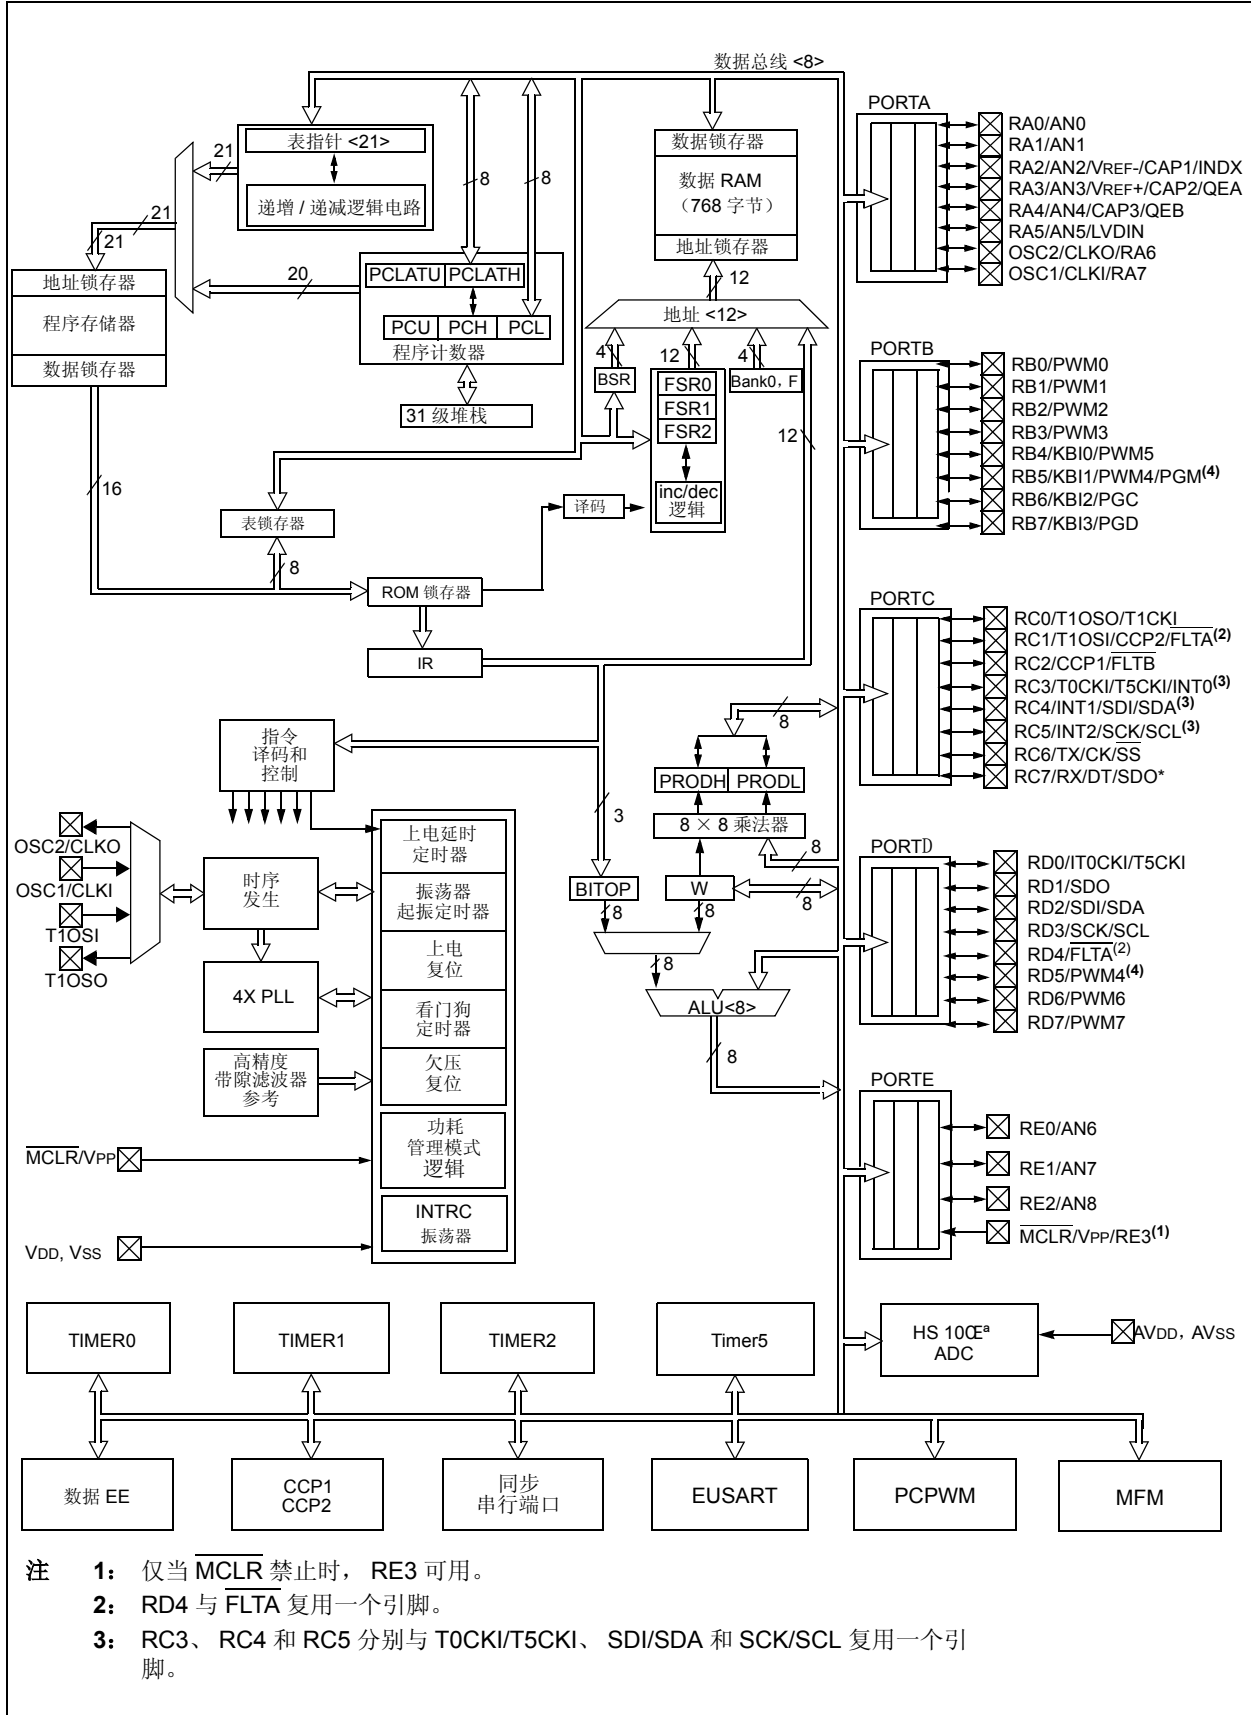 数据总线 <8>
表指针 <21>
递增 / 递减逻辑电路
21
21
21
8
8
20
PCLATU PCLATH
PCU PCH PCL
程序计数器
31 级堆栈
地址锁存器
程序存储器
数据锁存器
16
数据锁存器
数据 RAM
（768 字节）
地址锁存器
12
地址 <12>
4
12
4
BSR
FSR0
FSR1
FSR2
Bank0，F
12
inc/dec
逻辑
译码
表锁存器
8
ROM 锁存器
IR
8
指令
译码和
控制
PRODH PRODL
3
8 × 8 乘法器
8
BITOP
W
8
8
8
8
ALU<8>
8
OSC2/CLKO
OSC1/CLKI
T1OSI
T1OSO
时序
发生
4X PLL
高精度
带隙滤波器
参考
上电延时
定时器
振荡器
起振定时器
上电
复位
看门狗
定时器
欠压
复位
功耗
管理模式
逻辑
INTRC
振荡器
MCLR/VPP
VDD, VSS
PORTA
RA0/AN0
RA1/AN1
RA2/AN2/VREF-/CAP1/INDX
RA3/AN3/VREF+/CAP2/QEA
RA4/AN4/CAP3/QEB
RA5/AN5/LVDIN
OSC2/CLKO/RA6
OSC1/CLKI/RA7
PORTB
RB0/PWM0
RB1/PWM1
RB2/PWM2
RB3/PWM3
RB4/KBI0/PWM5
RB5/KBI1/PWM4/PGM(4)
RB6/KBI2/PGC
RB7/KBI3/PGD
PORTC
RC0/T1OSO/T1CKI
RC1/T1OSI/CCP2/FLTA(2)
RC2/CCP1/FLTB
RC3/T0CKI/T5CKI/INT0(3)
RC4/INT1/SDI/SDA(3)
RC5/INT2/SCK/SCL(3)
RC6/TX/CK/SS
RC7/RX/DT/SDO*
PORTD
RD0/IT0CKI/T5CKI
RD1/SDO
RD2/SDI/SDA
RD3/SCK/SCL
RD4/FLTA(2)
RD5/PWM4(4)
RD6/PWM6
RD7/PWM7
PORTE
RE0/AN6
RE1/AN7
RE2/AN8
MCLR/VPP/RE3(1)
TIMER0
TIMER1
TIMER2
Timer5
HS 10Œª
ADC
AVDD，AVSS
数据 EE
CCP1
CCP2
同步
串行端口
EUSART
PCPWM
MFM
注 1： 仅当 MCLR 禁止时， RE3 可用。
2： RD4 与 FLTA 复用一个引脚。
3： RC3、 RC4 和 RC5 分别与 T0CKI/T5CKI、 SDI/SDA 和 SCK/SCL 复用一个引
脚。